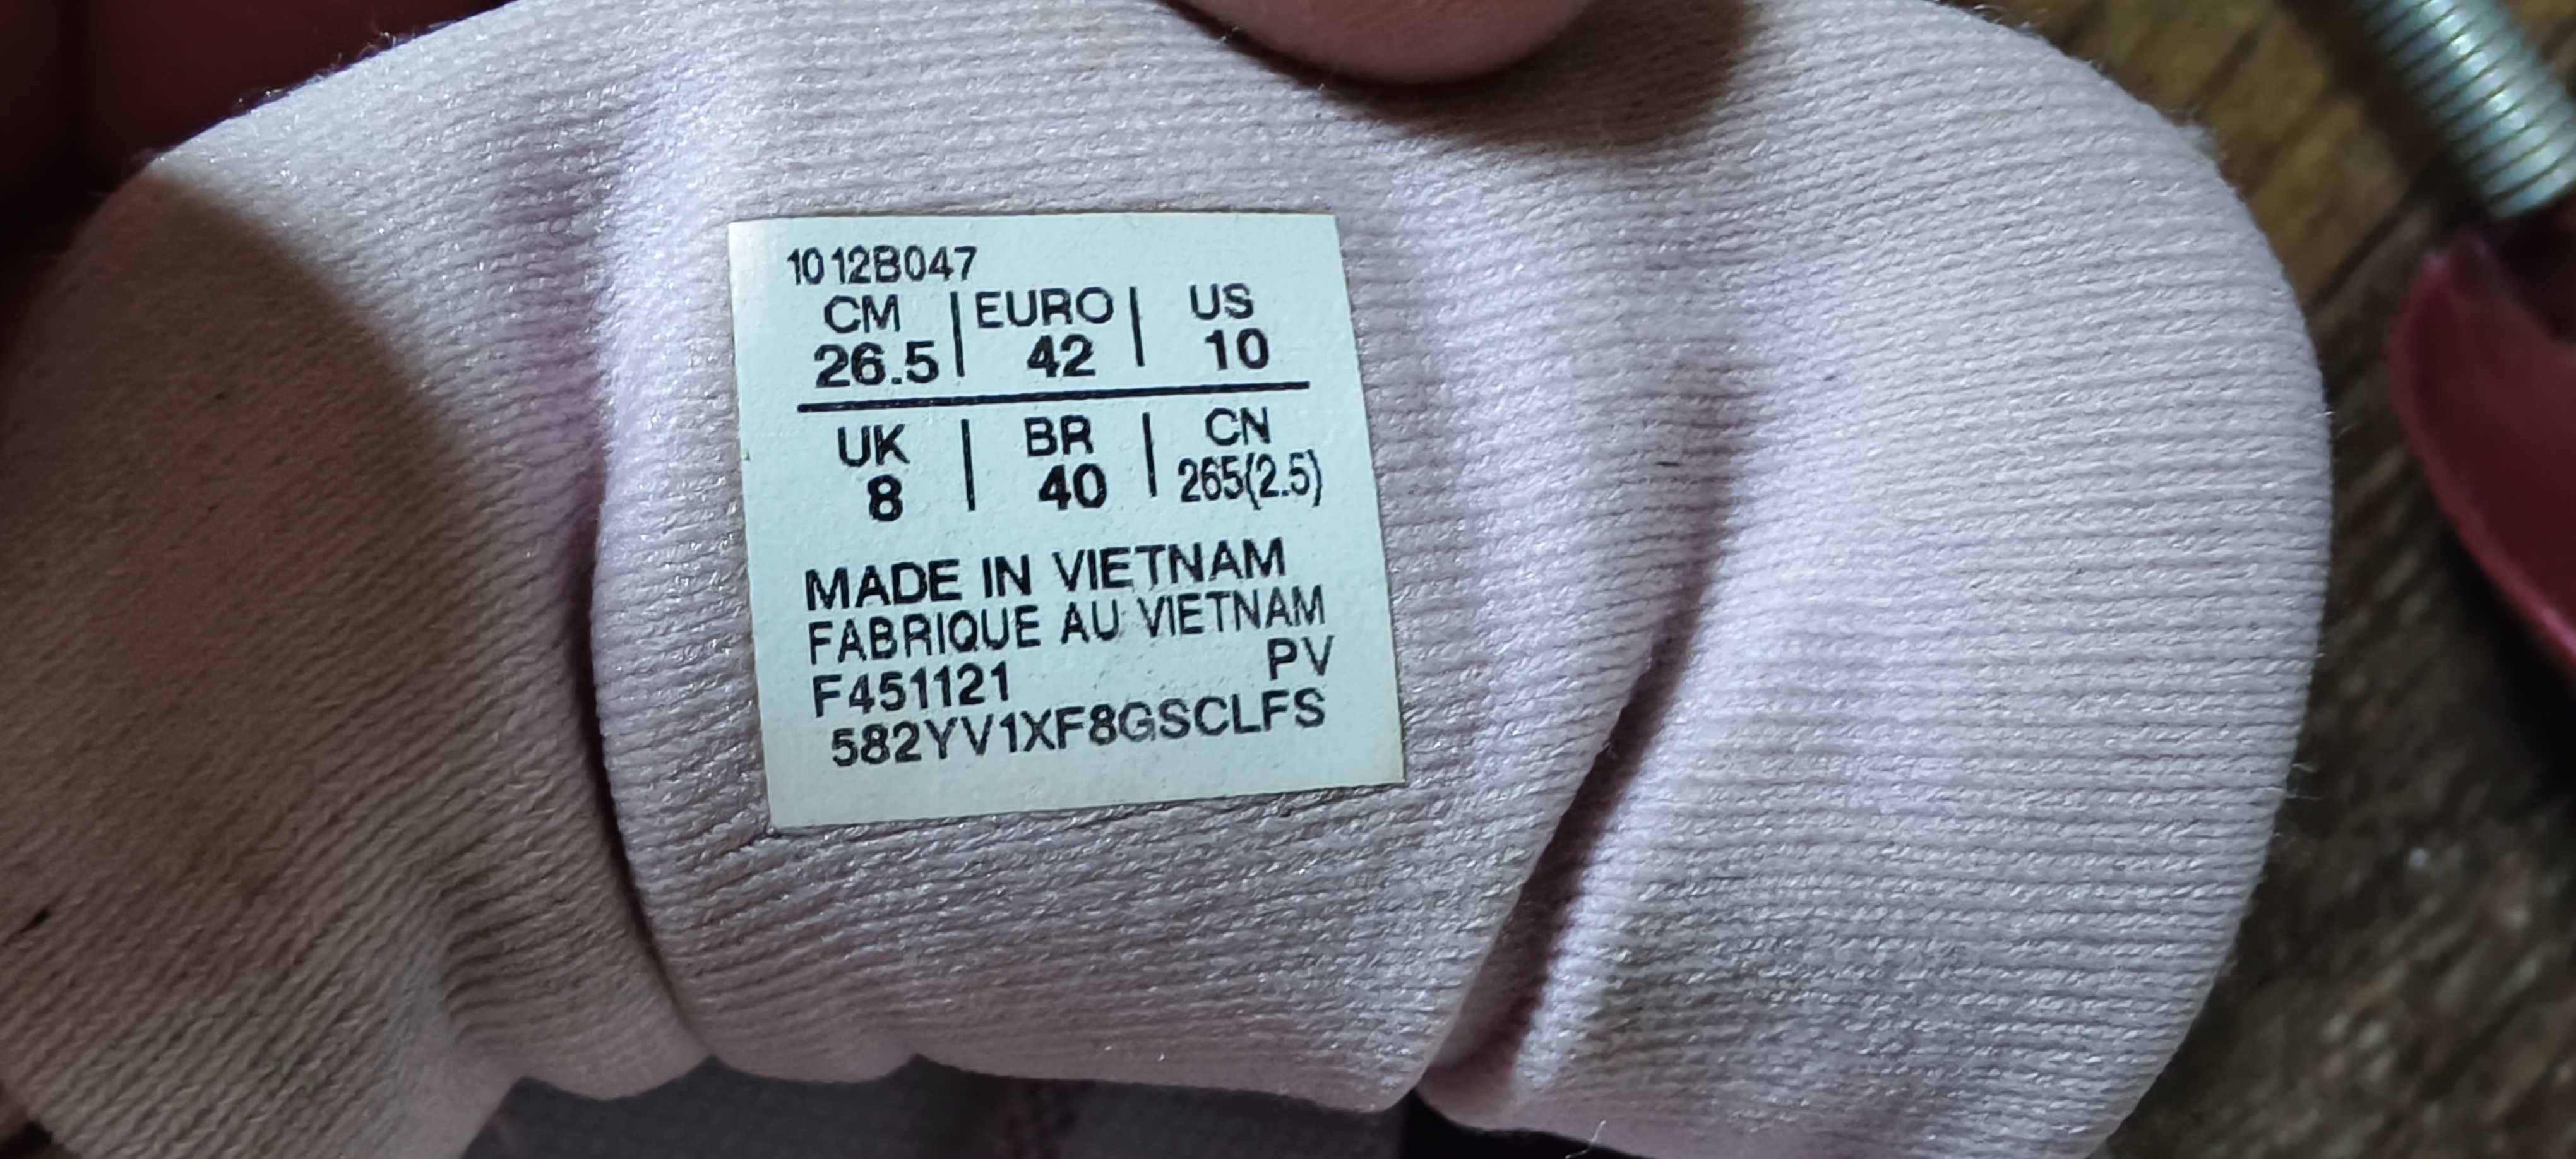 1012B047
CM | EURO | US
26.5 | 42 | 10
UK | BR | CN
8 | 40 | 265(2.5)
MADE IN VIETNAM
FABRIQUE AU VIETNAM
F451121 PV
582YV1XF8GSCLFS